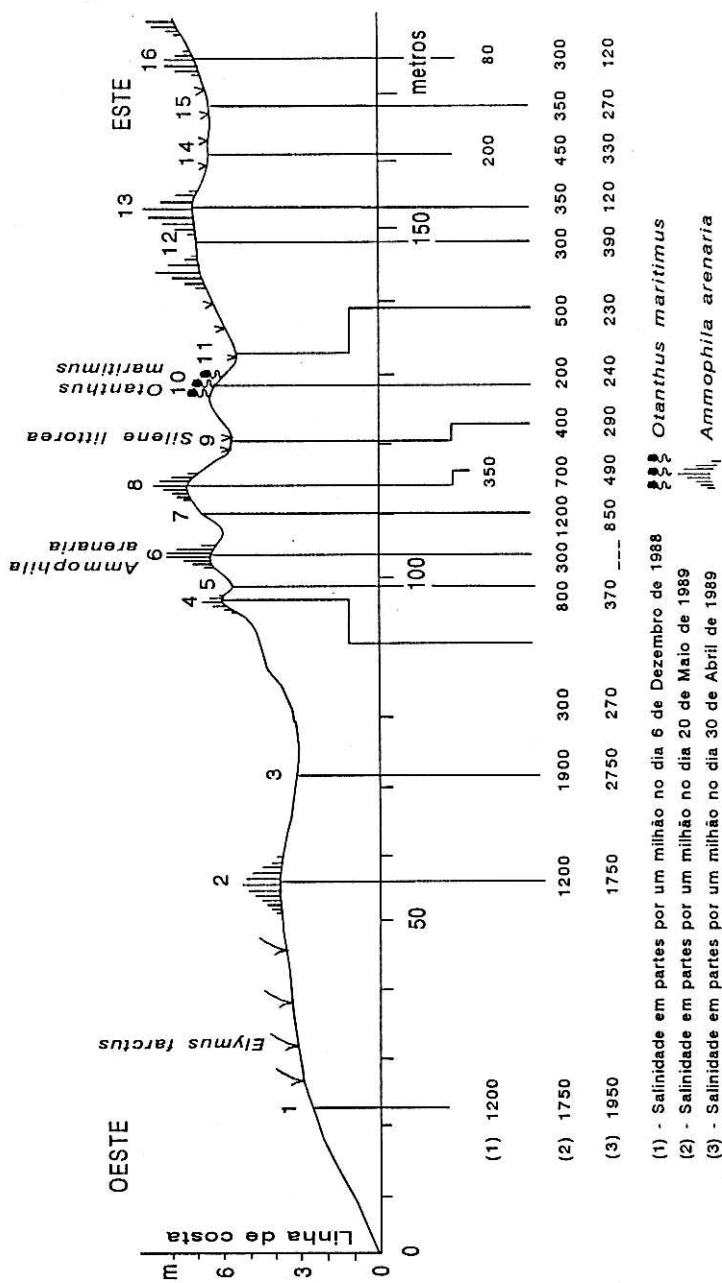 OESTE
ESTE
Linha de costa
m
6
3
0
0
50
100
150
metros
1
Elymus farctus
2
3
4
5
6
Ammophila
arenaria
7
8
9
Silene littorea
10
Otanthus
maritimus
11
12
13
14
15
16
(1) 1200 350 200 80
(2) 1750 1200 1900 300 800 300 1200 700 400 200 500 300 350 450 350 300
(3) 1950 1750 2750 270 370 --- 850 490 290 240 230 390 120 330 270 120
(1) - Salinidade em partes por um milhão no dia 6 de Dezembro de 1988
(2) - Salinidade em partes por um milhão no dia 20 de Maio de 1989
(3) - Salinidade em partes por um milhão no dia 30 de Abril de 1989
Otanthus maritimus
Ammophila arenaria